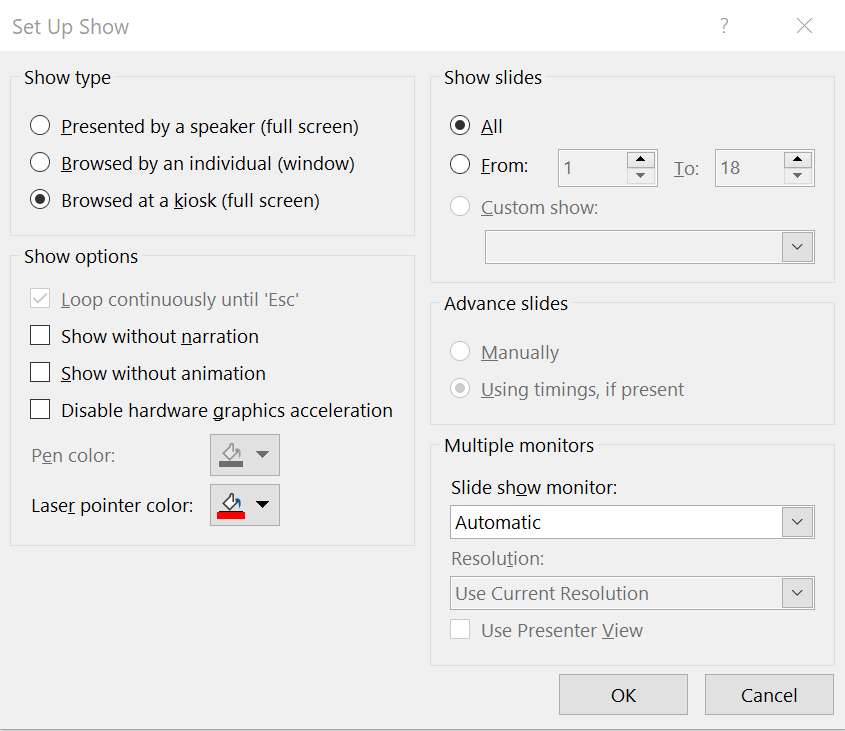 Set Up Show
?
Show type
Presented by a speaker (full screen)
Browsed by an individual (window)
Browsed at a kiosk (full screen)
Show options
Loop continuously until 'Esc'
Show without narration
Show without animation
Disable hardware graphics acceleration
Pen color:
Laser pointer color:
Show slides
All
From: 1 To: 18
Custom show:
Advance slides
Manually
Using timings, if present
Multiple monitors
Slide show monitor:
Automatic
Resolution:
Use Current Resolution
Use Presenter View
OK Cancel